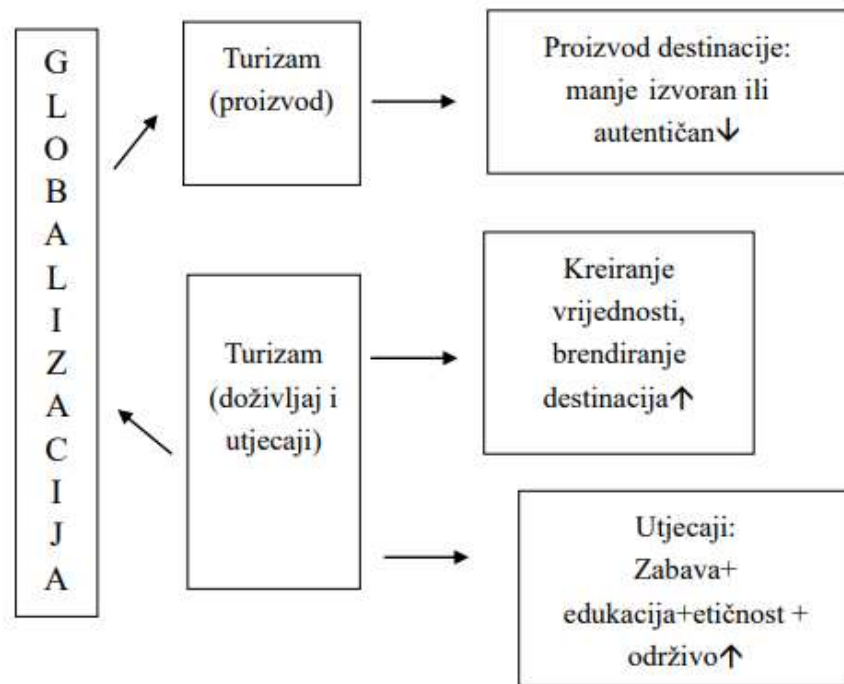 G
L
O
B
A
L
I
Z
A
C
I
J
A
Turizam
(proizvod)
Proizvod destinacije:
manje izvoran ili
autentičan↓
Turizam
(doživljaj i
utjecaji)
Kreiranje
vrijednosti,
brendiranje
destinacija↑
Utjecaji:
Zabava+
edukacija+etičnost +
održivo↑